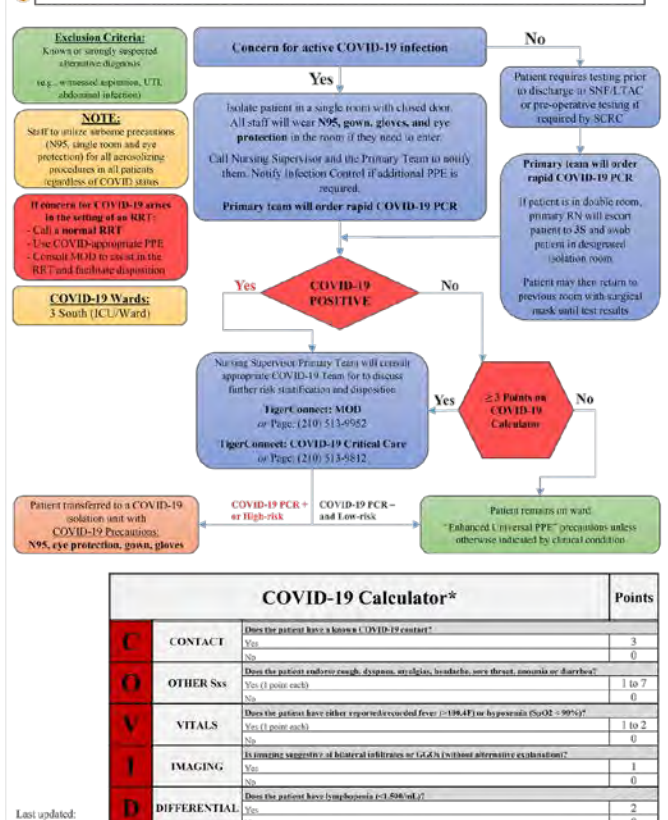 Exclusion Criteria:
Known or strongly suspected
alternative diagnosis
(e.g., witnessed aspiration, UTI,
abdominal infection)
NOTE:
Staff to utilize airborne precautions
(N95, single room and eye
protection) for all aerosolizing
procedures in all patients
regardless of COVID status
If concern for COVID-19 arises
in the setting of an RRT:
- Call a normal RRT
- Use COVID-appropriate PPE
- Consult MOD to assist in the
RRT and facilitate disposition
COVID-19 Wards:
3 South (ICU/Ward)
Concern for active COVID-19 infection
No
Yes
Isolate patient in a single room with closed door.
All staff will wear N95, gown, gloves, and eye
protection in the room if they need to enter.
Call Nursing Supervisor and the Primary Team to notify
them. Notify Infection Control if additional PPE is
required.
Primary team will order rapid COVID-19 PCR
Patient requires testing prior
to discharge to SNF/LTAC
or pre-operative testing if
required by SCRC
Primary team will order
rapid COVID-19 PCR
If patient is in double room,
primary RN will escort
patient to 3S and swab
patient in designated
isolation room
Patient may then return to
previous room with surgical
mask until test results
Yes
COVID-19
POSITIVE
No
Nursing Supervisor/Primary Team will consult
appropriate COVID-19 Team for to discuss
further risk stratification and disposition
TigerConnect: MOD
or Page: (210) 513-9952
TigerConnect: COVID-19 Critical Care
or Page: (210) 513-9812
Yes
≥ 3 Points on
COVID-19
Calculator
No
COVID-19 PCR +
or High-risk
COVID-19 PCR –
and Low-risk
Patient transferred to a COVID-19
isolation unit with
COVID-19 Precautions:
N95, eye protection, gown, gloves
Patient remains on ward
"Enhanced Universal PPE" precautions unless
otherwise indicated by clinical condition
COVID-19 Calculator* Points
C CONTACT Does the patient have a known COVID-19 contact?
Yes 3
No 0
O OTHER Sxs Does the patient endorse cough, dyspnea, myalgias, headache, sore throat, anosmia or diarrhea?
Yes (1 point each) 1 to 7
No 0
V VITALS Does the patient have either reported/recorded fever (>100.4F) or hypoxemia (SpO2 < 90%)?
Yes (1 point each) 1 to 2
No 0
I IMAGING Is imaging suggestive of bilateral infiltrates or GGOs (without alternative explanation)?
Yes 1
No 0
D DIFFERENTIAL Does the patient have lymphopenia (<1,500/mL)?
Yes 2
Last updated: